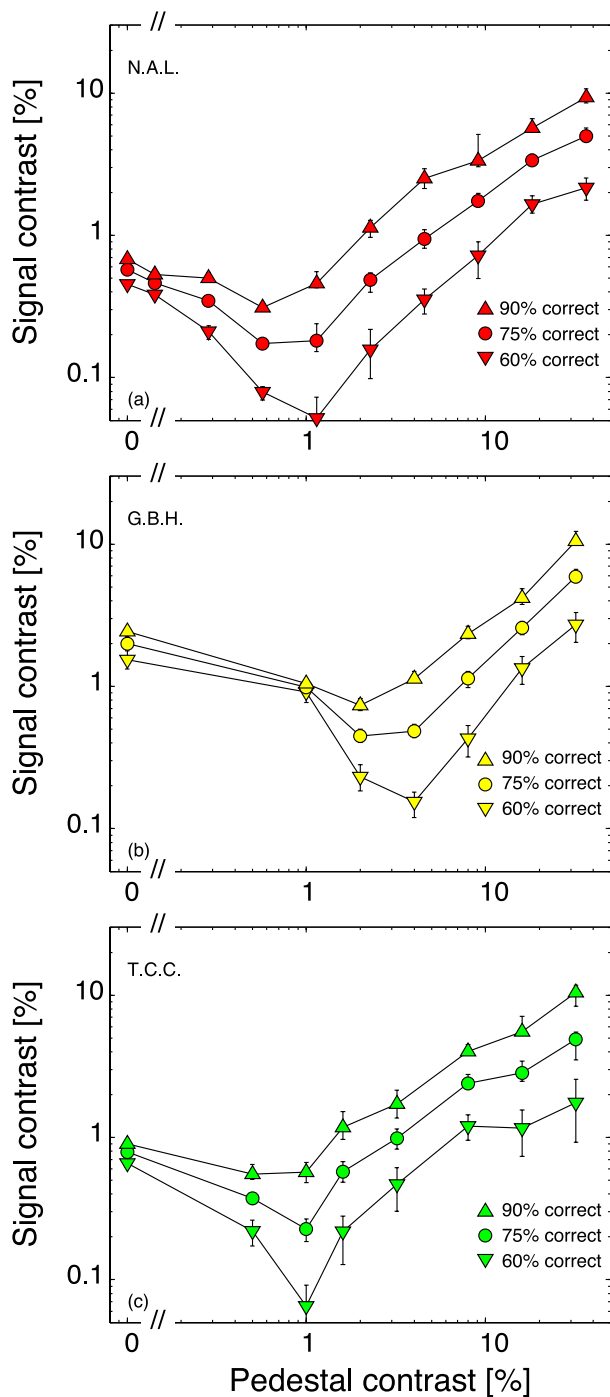 //
N.A.L.
Signal contrast [%]
10
1
0.1
90% correct
75% correct
60% correct
(a)
//
0 1 10
//
G.B.H.
Signal contrast [%]
10
1
0.1
90% correct
75% correct
60% correct
(b)
//
0 1 10
//
T.C.C.
Signal contrast [%]
10
1
0.1
90% correct
75% correct
60% correct
(c)
//
0 1 10
Pedestal contrast [%]